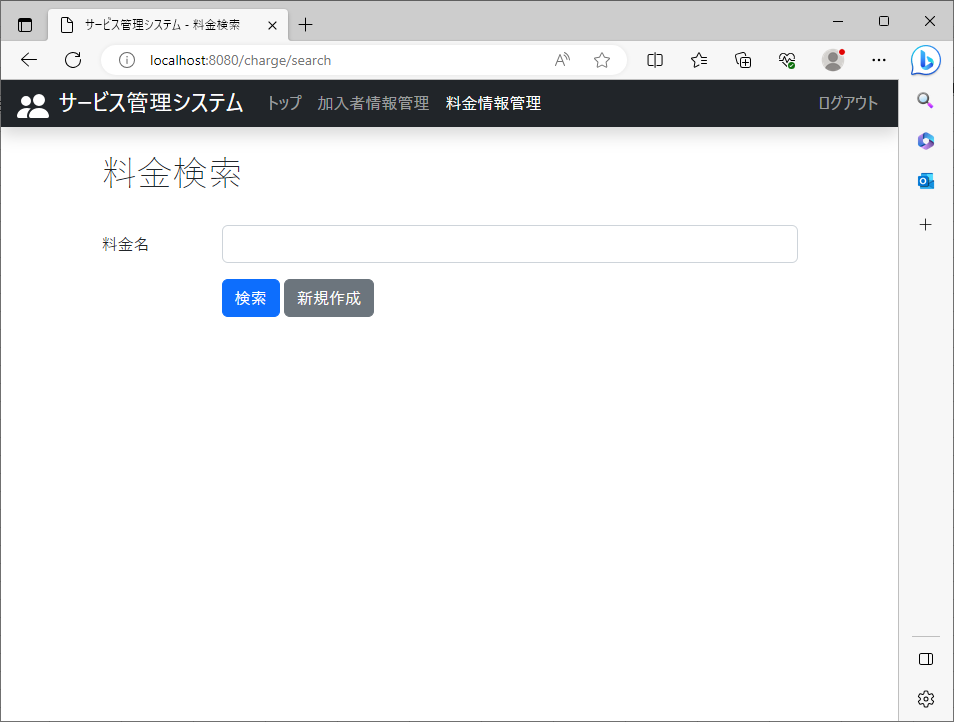 サービス管理システム - 料金検索
localhost:8080/charge/search
サービス管理システム トップ 加入者情報管理 料金情報管理 ログアウト
料金検索
料金名
検索 新規作成